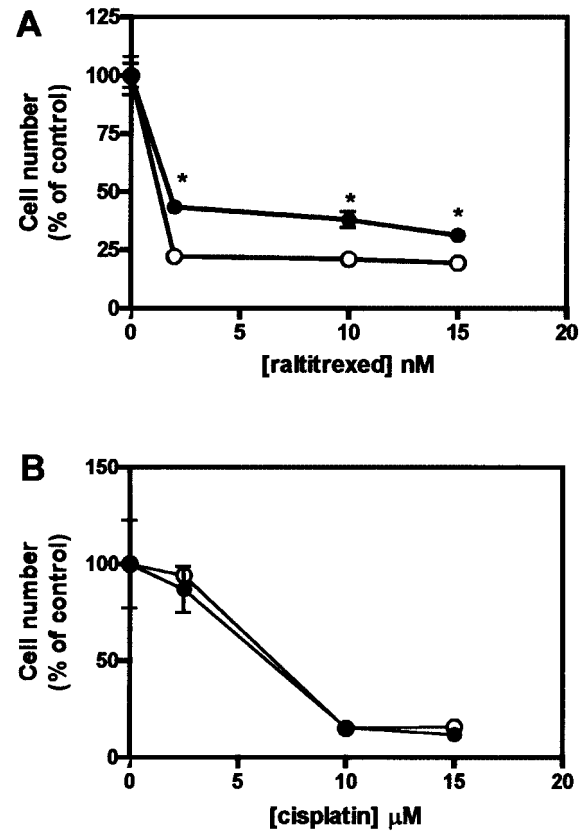 A
125
100
75
50
25
0
Cell number
(% of control)
*
*
*
0 5 10 15 20
[raltitrexed] nM
B
150
100
50
0
Cell number
(% of control)
0 5 10 15 20
[cisplatin] μM